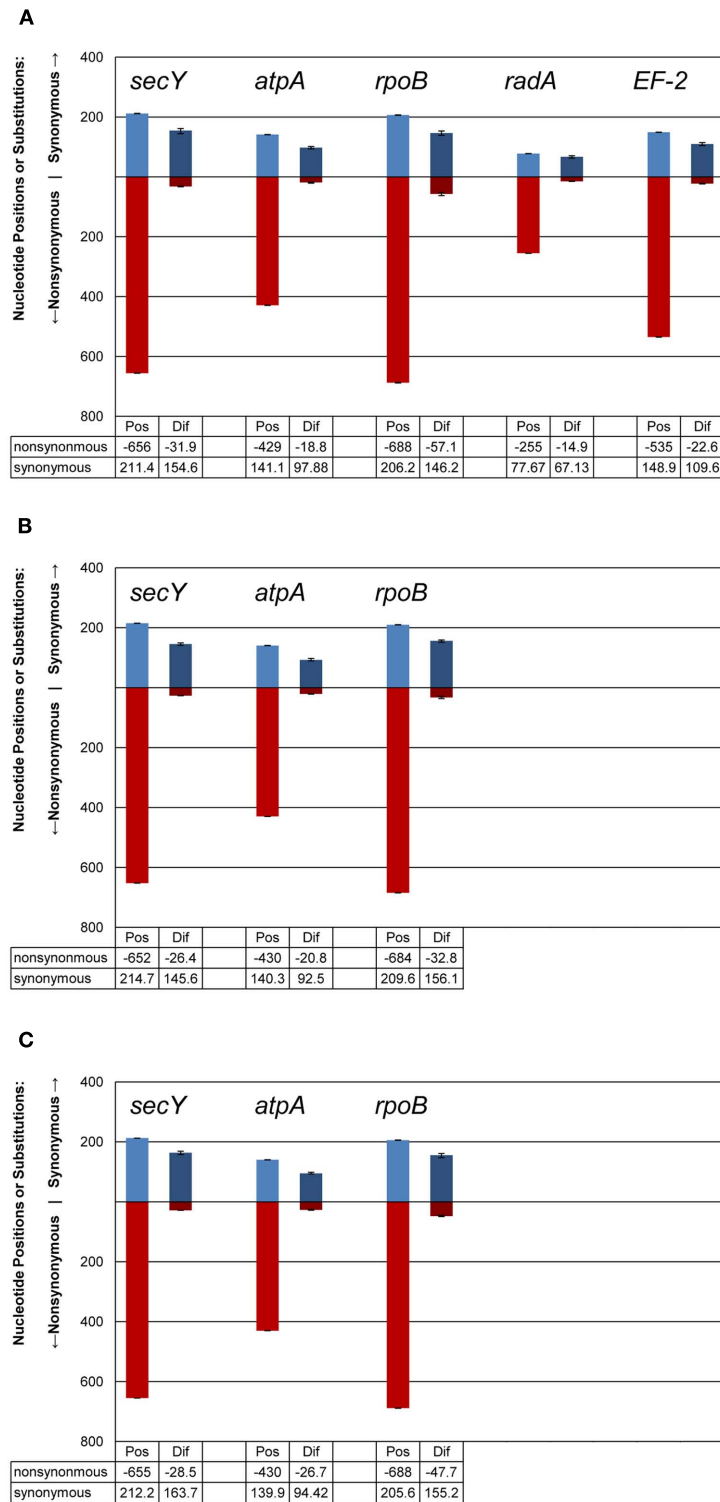 A
Nucleotide Positions or Substitutions:
←Nonsynonymous | Synonymous →
400
200
200
400
600
800
secY atpA rpoB radA EF-2
Pos Dif Pos Dif Pos Dif Pos Dif Pos Dif
nonsynonmous -656 -31.9 -429 -18.8 -688 -57.1 -255 -14.9 -535 -22.6
synonymous 211.4 154.6 141.1 97.88 206.2 146.2 77.67 67.13 148.9 109.6
B
Nucleotide Positions or Substitutions:
←Nonsynonymous | Synonymous →
400
200
200
400
600
800
secY atpA rpoB
Pos Dif Pos Dif Pos Dif
nonsynonmous -652 -26.4 -430 -20.8 -684 -32.8
synonymous 214.7 145.6 140.3 92.5 209.6 156.1
C
Nucleotide Positions or Substitutions:
←Nonsynonymous | Synonymous →
400
200
200
400
600
800
secY atpA rpoB
Pos Dif Pos Dif Pos Dif
nonsynonmous -655 -28.5 -430 -26.7 -688 -47.7
synonymous 212.2 163.7 139.9 94.42 205.6 155.2